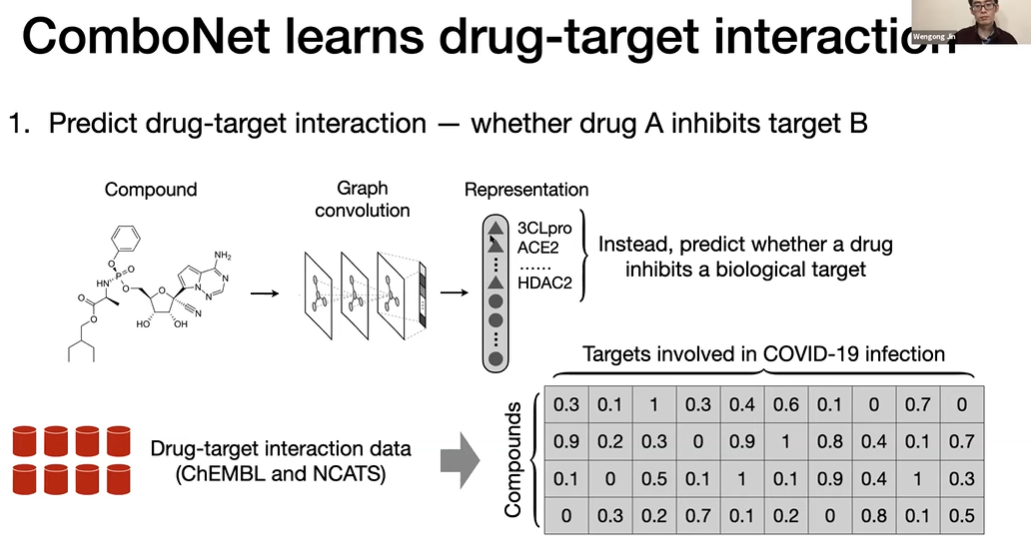 ComboNet learns drug-target interaction
Wengong Jin
1. Predict drug-target interaction — whether drug A inhibits target B
Compound
Graph
convolution
Representation
3CLpro
ACE2
......
HDAC2
Instead, predict whether a drug
inhibits a biological target
NH₂
N
N
N
O
P=O
O
HN
O
O
O
N
HO
OH
Targets involved in COVID-19 infection
Drug-target interaction data
(ChEMBL and NCATS)
Compounds
0.3 0.1 1 0.3 0.4 0.6 0.1 0 0.7 0
0.9 0.2 0.3 0 0.9 1 0.8 0.4 0.1 0.7
0.1 0 0.5 0.1 1 0.1 0.9 0.4 1 0.3
0 0.3 0.2 0.7 0.1 0.2 0 0.8 0.1 0.5